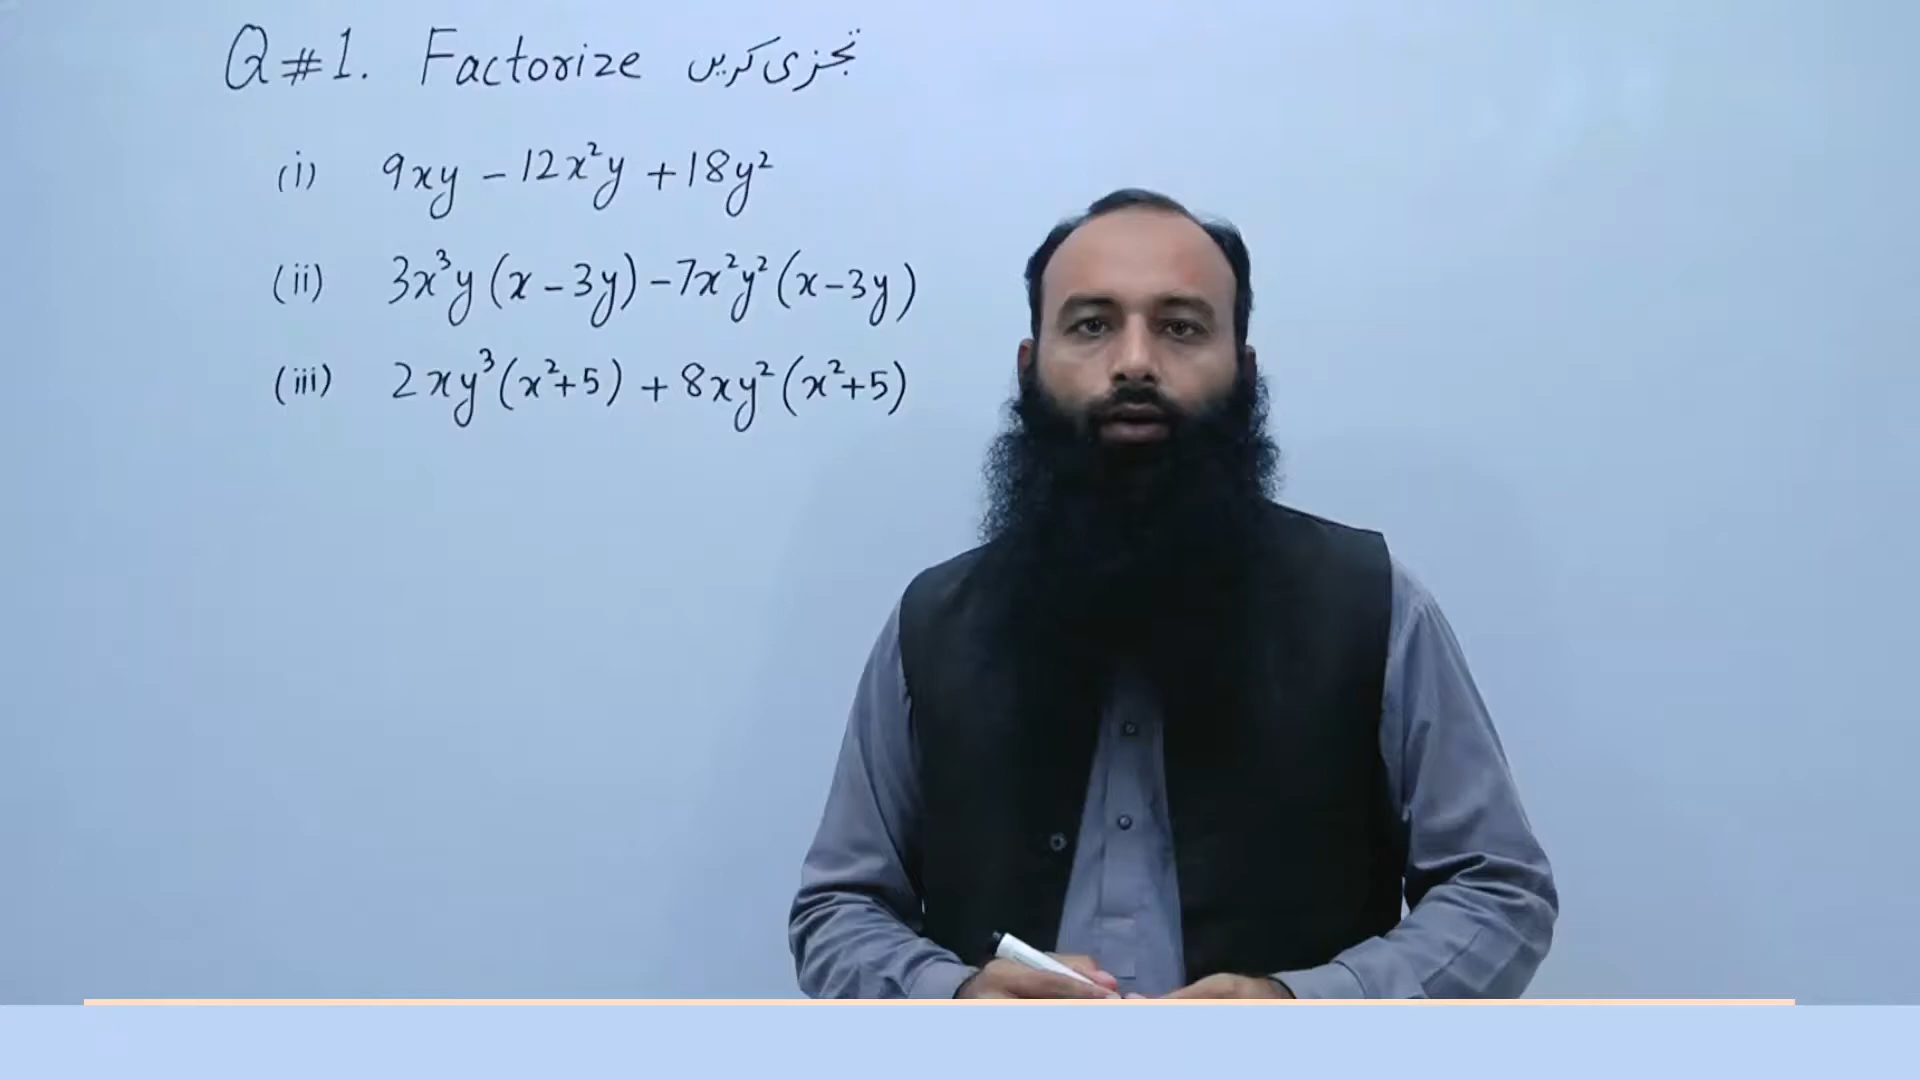 Q#1. Factorize تجزی کریں
(i) 9xy - 12x²y + 18y²
(ii) 3x³y (x - 3y) - 7x²y² (x - 3y)
(iii) 2xy³ (x²+5) + 8xy² (x²+5)